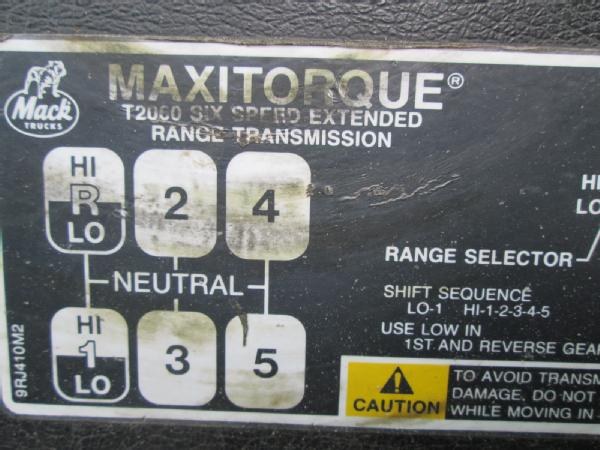 MAXITORQUE®
Mack
TRUCKS
T2060 SIX SPEED EXTENDED
RANGE TRANSMISSION
HI
R
LO
2
4
NEUTRAL
HI
1
LO
3
5
9RJ410M2
HI
LO
RANGE SELECTOR
SHIFT SEQUENCE
LO-1 HI-1-2-3-4-5
USE LOW IN
1ST AND REVERSE GEAR
CAUTION
TO AVOID TRANSM
DAMAGE, DO NOT
WHILE MOVING IN